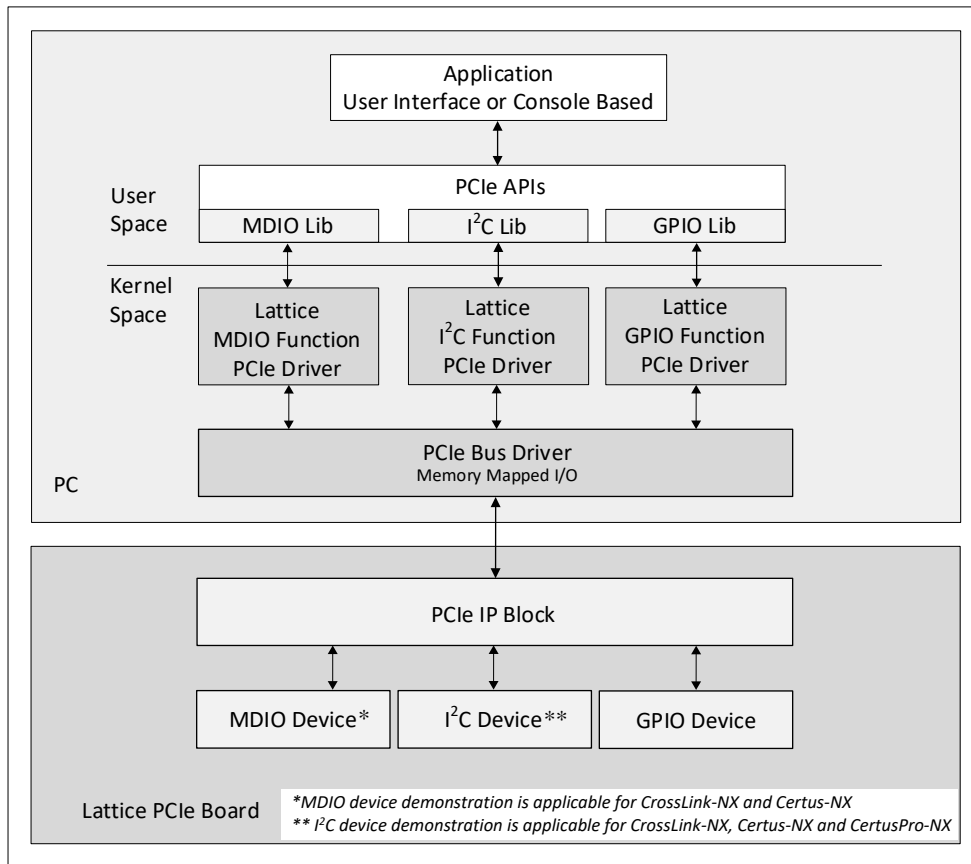 Application
User Interface or Console Based
PCIe APIs
User
Space
MDIO Lib
I²C Lib
GPIO Lib
Kernel
Space
Lattice
MDIO Function
PCIe Driver
Lattice
I²C Function
PCIe Driver
Lattice
GPIO Function
PCIe Driver
PCIe Bus Driver
Memory Mapped I/O
PC
PCIe IP Block
MDIO Device*
I²C Device**
GPIO Device
Lattice PCIe Board
*MDIO device demonstration is applicable for CrossLink-NX and Certus-NX
** I²C device demonstration is applicable for CrossLink-NX, Certus-NX and CertusPro-NX